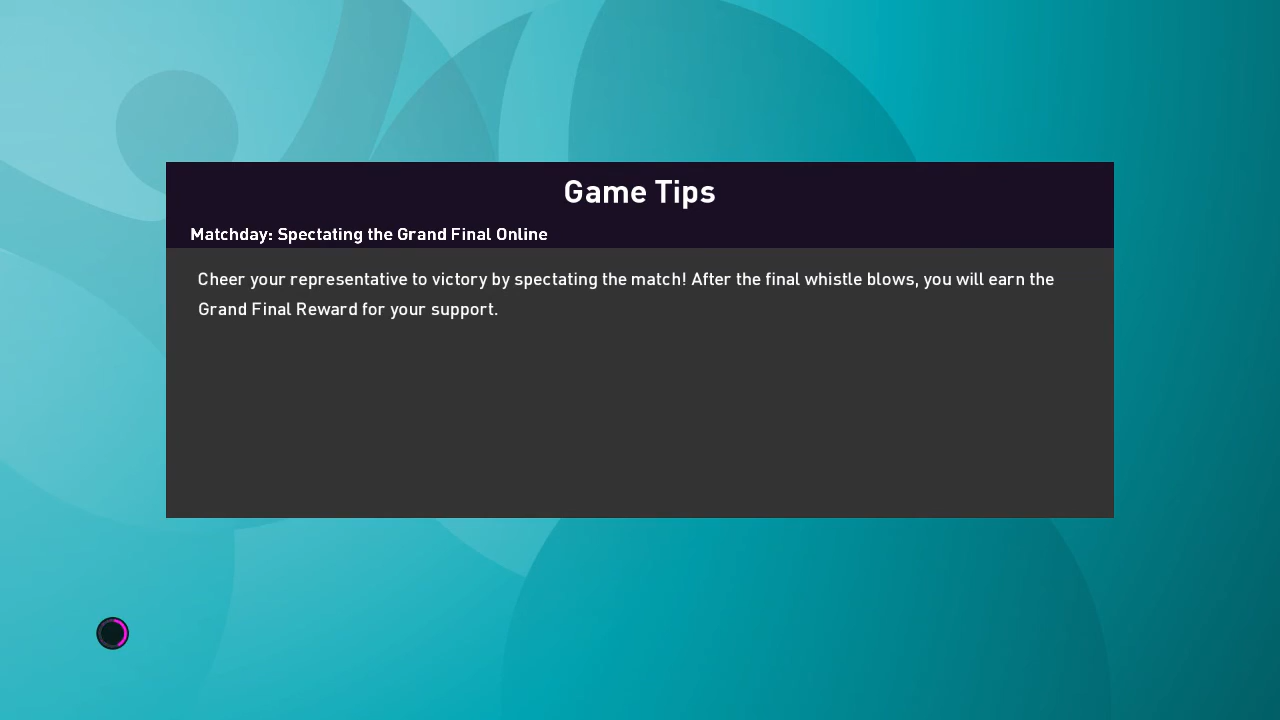 Game Tips
Matchday: Spectating the Grand Final Online
Cheer your representative to victory by spectating the match! After the final whistle blows, you will earn the
Grand Final Reward for your support.